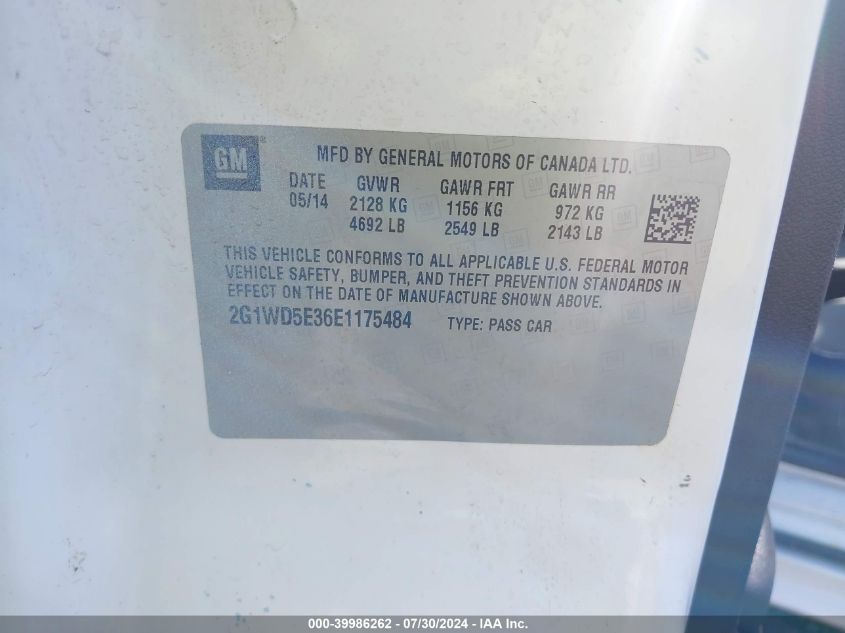 GM
MFD BY GENERAL MOTORS OF CANADA LTD.
DATE GVWR GAWR FRT GAWR RR
05/14 2128 KG 1156 KG 972 KG
4692 LB 2549 LB 2143 LB
THIS VEHICLE CONFORMS TO ALL APPLICABLE U.S. FEDERAL MOTOR
VEHICLE SAFETY, BUMPER, AND THEFT PREVENTION STANDARDS IN
EFFECT ON THE DATE OF MANUFACTURE SHOWN ABOVE.
2G1WD5E36E1175484 TYPE: PASS CAR
000-39986262 - 07/30/2024 - IAA Inc.